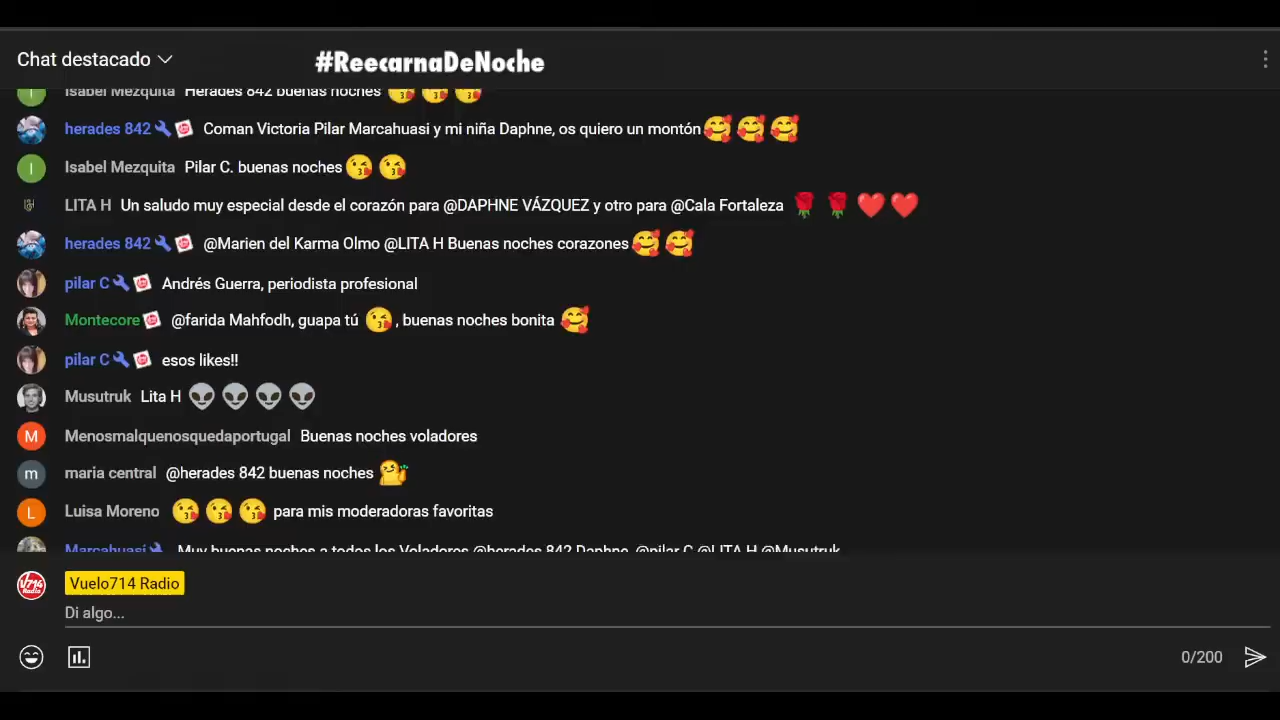 Chat destacado
#ReecarnaDeNoche
Isabel Mezquita Herades 842 buenas noches 😘 😘 😘
herades 842 Coman Victoria Pilar Marcahuasi y mi niña Daphne, os quiero un montón 🥰 🥰 🥰
I Isabel Mezquita Pilar C. buenas noches 😘 😘
LITA H Un saludo muy especial desde el corazón para @DAPHNE VÁZQUEZ y otro para @Cala Fortaleza 🌹 🌹 ❤️ ❤️
herades 842 @Marien del Karma Olmo @LITA H Buenas noches corazones 🥰 🥰
pilar C Andrés Guerra, periodista profesional
Montecore @farida Mahfodh, guapa tú 😘 , buenas noches bonita 🥰
pilar C esos likes!!
Musutruk Lita H 👽 👽 👽 👽
M Menosmalquenosquedaportugal Buenas noches voladores
m maria central @herades 842 buenas noches
L Luisa Moreno 😘 😘 😘 para mis moderadoras favoritas
Marcahuasí Muy buenas noches a todos los Voladores @herades 842 Daphne, @pilar C @LITA H @Musutruk
V714 Radio Vuelo714 Radio
Di algo...
0/200